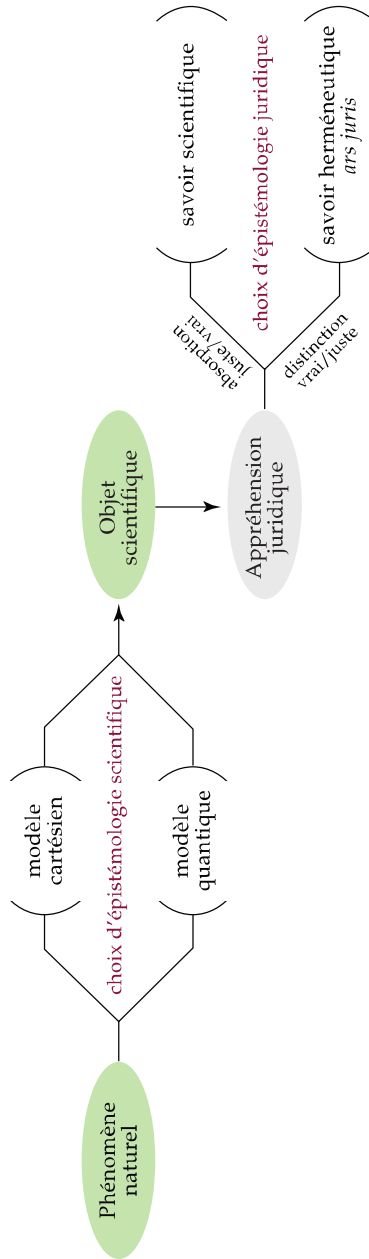 Phénomène
naturel
modèle
cartésien
choix d'épistémologie scientifique
modèle
quantique
Objet
scientifique
Appréhension
juridique
absorption
juste/vrai
distinction
vrai/juste
savoir scientifique
choix d'épistémologie juridique
savoir herméneutique
ars juris